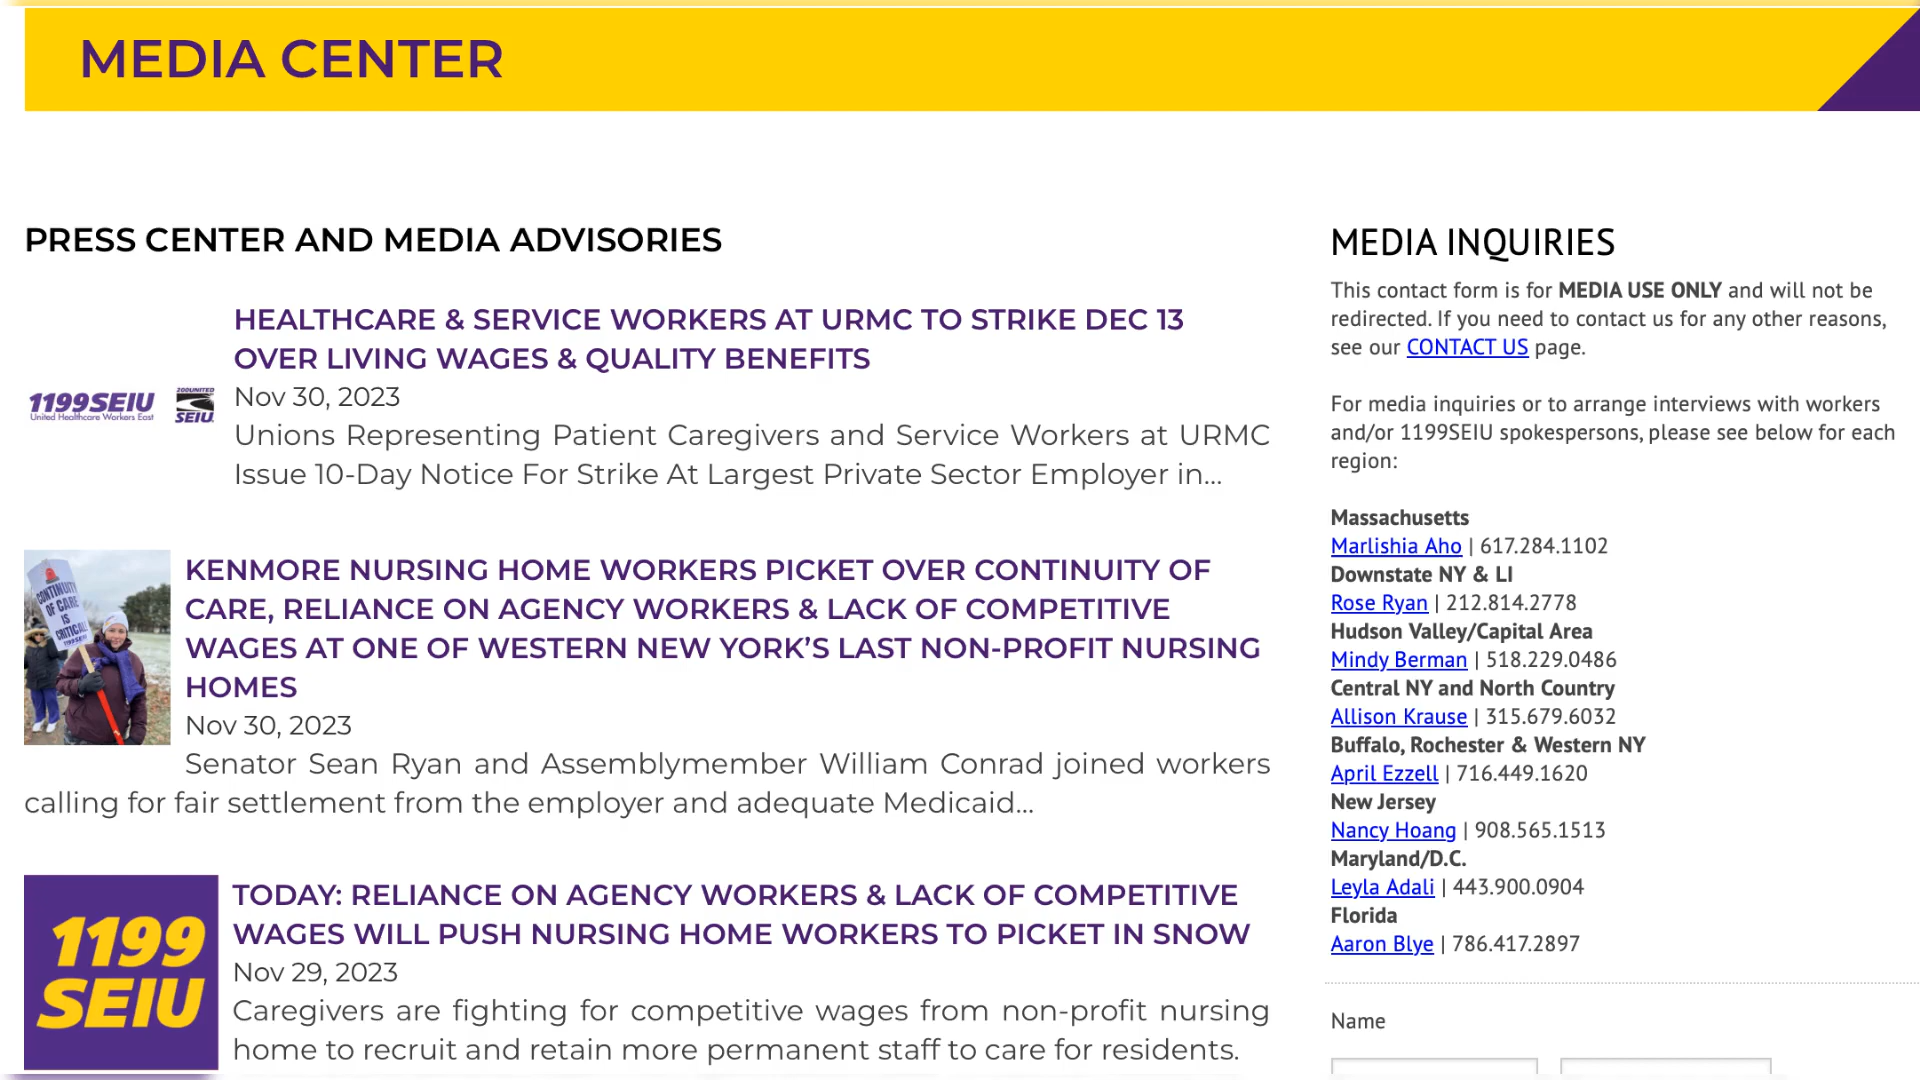 MEDIA CENTER
PRESS CENTER AND MEDIA ADVISORIES
1199SEIU
United Healthcare Workers East
200UNITED
SEIU
HEALTHCARE & SERVICE WORKERS AT URMC TO STRIKE DEC 13
OVER LIVING WAGES & QUALITY BENEFITS
Nov 30, 2023
Unions Representing Patient Caregivers and Service Workers at URMC
Issue 10-Day Notice For Strike At Largest Private Sector Employer in...
CONTINUITY
OF CARE
IS
CRITICAL
1199SEIU
KENMORE NURSING HOME WORKERS PICKET OVER CONTINUITY OF
CARE, RELIANCE ON AGENCY WORKERS & LACK OF COMPETITIVE
WAGES AT ONE OF WESTERN NEW YORK’S LAST NON-PROFIT NURSING
HOMES
Nov 30, 2023
Senator Sean Ryan and Assemblymember William Conrad joined workers
calling for fair settlement from the employer and adequate Medicaid...
1199
SEIU
TODAY: RELIANCE ON AGENCY WORKERS & LACK OF COMPETITIVE
WAGES WILL PUSH NURSING HOME WORKERS TO PICKET IN SNOW
Nov 29, 2023
Caregivers are fighting for competitive wages from non-profit nursing
home to recruit and retain more permanent staff to care for residents.
MEDIA INQUIRIES
This contact form is for MEDIA USE ONLY and will not be
redirected. If you need to contact us for any other reasons,
see our CONTACT US page.
For media inquiries or to arrange interviews with workers
and/or 1199SEIU spokespersons, please see below for each
region:
Massachusetts
Marlishia Aho | 617.284.1102
Downstate NY & LI
Rose Ryan | 212.814.2778
Hudson Valley/Capital Area
Mindy Berman | 518.229.0486
Central NY and North Country
Allison Krause | 315.679.6032
Buffalo, Rochester & Western NY
April Ezzell | 716.449.1620
New Jersey
Nancy Hoang | 908.565.1513
Maryland/D.C.
Leyla Adali | 443.900.0904
Florida
Aaron Blye | 786.417.2897
Name